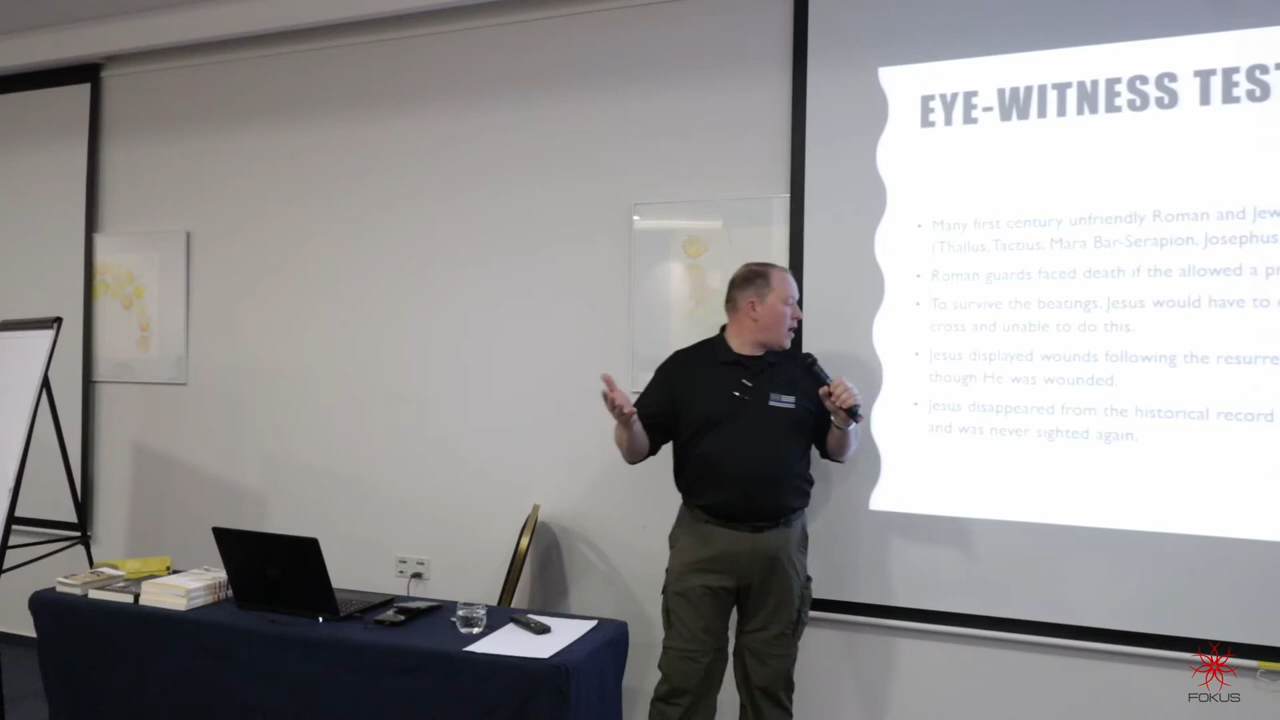 EYE-WITNESS TEST
• Many first century unfriendly Roman and Jew
(Thallus, Tactius, Mara Bar-Serapion, Josephus
• Roman guards faced death if the allowed a pr
• To survive the beatings, Jesus would have to
cross and unable to do this.
• Jesus displayed wounds following the resurre
though He was wounded.
• Jesus disappeared from the historical record
and was never sighted again.
FOKUS